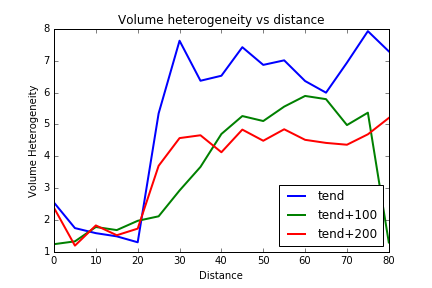 Volume heterogeneity vs distance
8
7
6
5
4
3
2
1
Volume Heterogeneity
tend
tend+100
tend+200
0 10 20 30 40 50 60 70 80
Distance